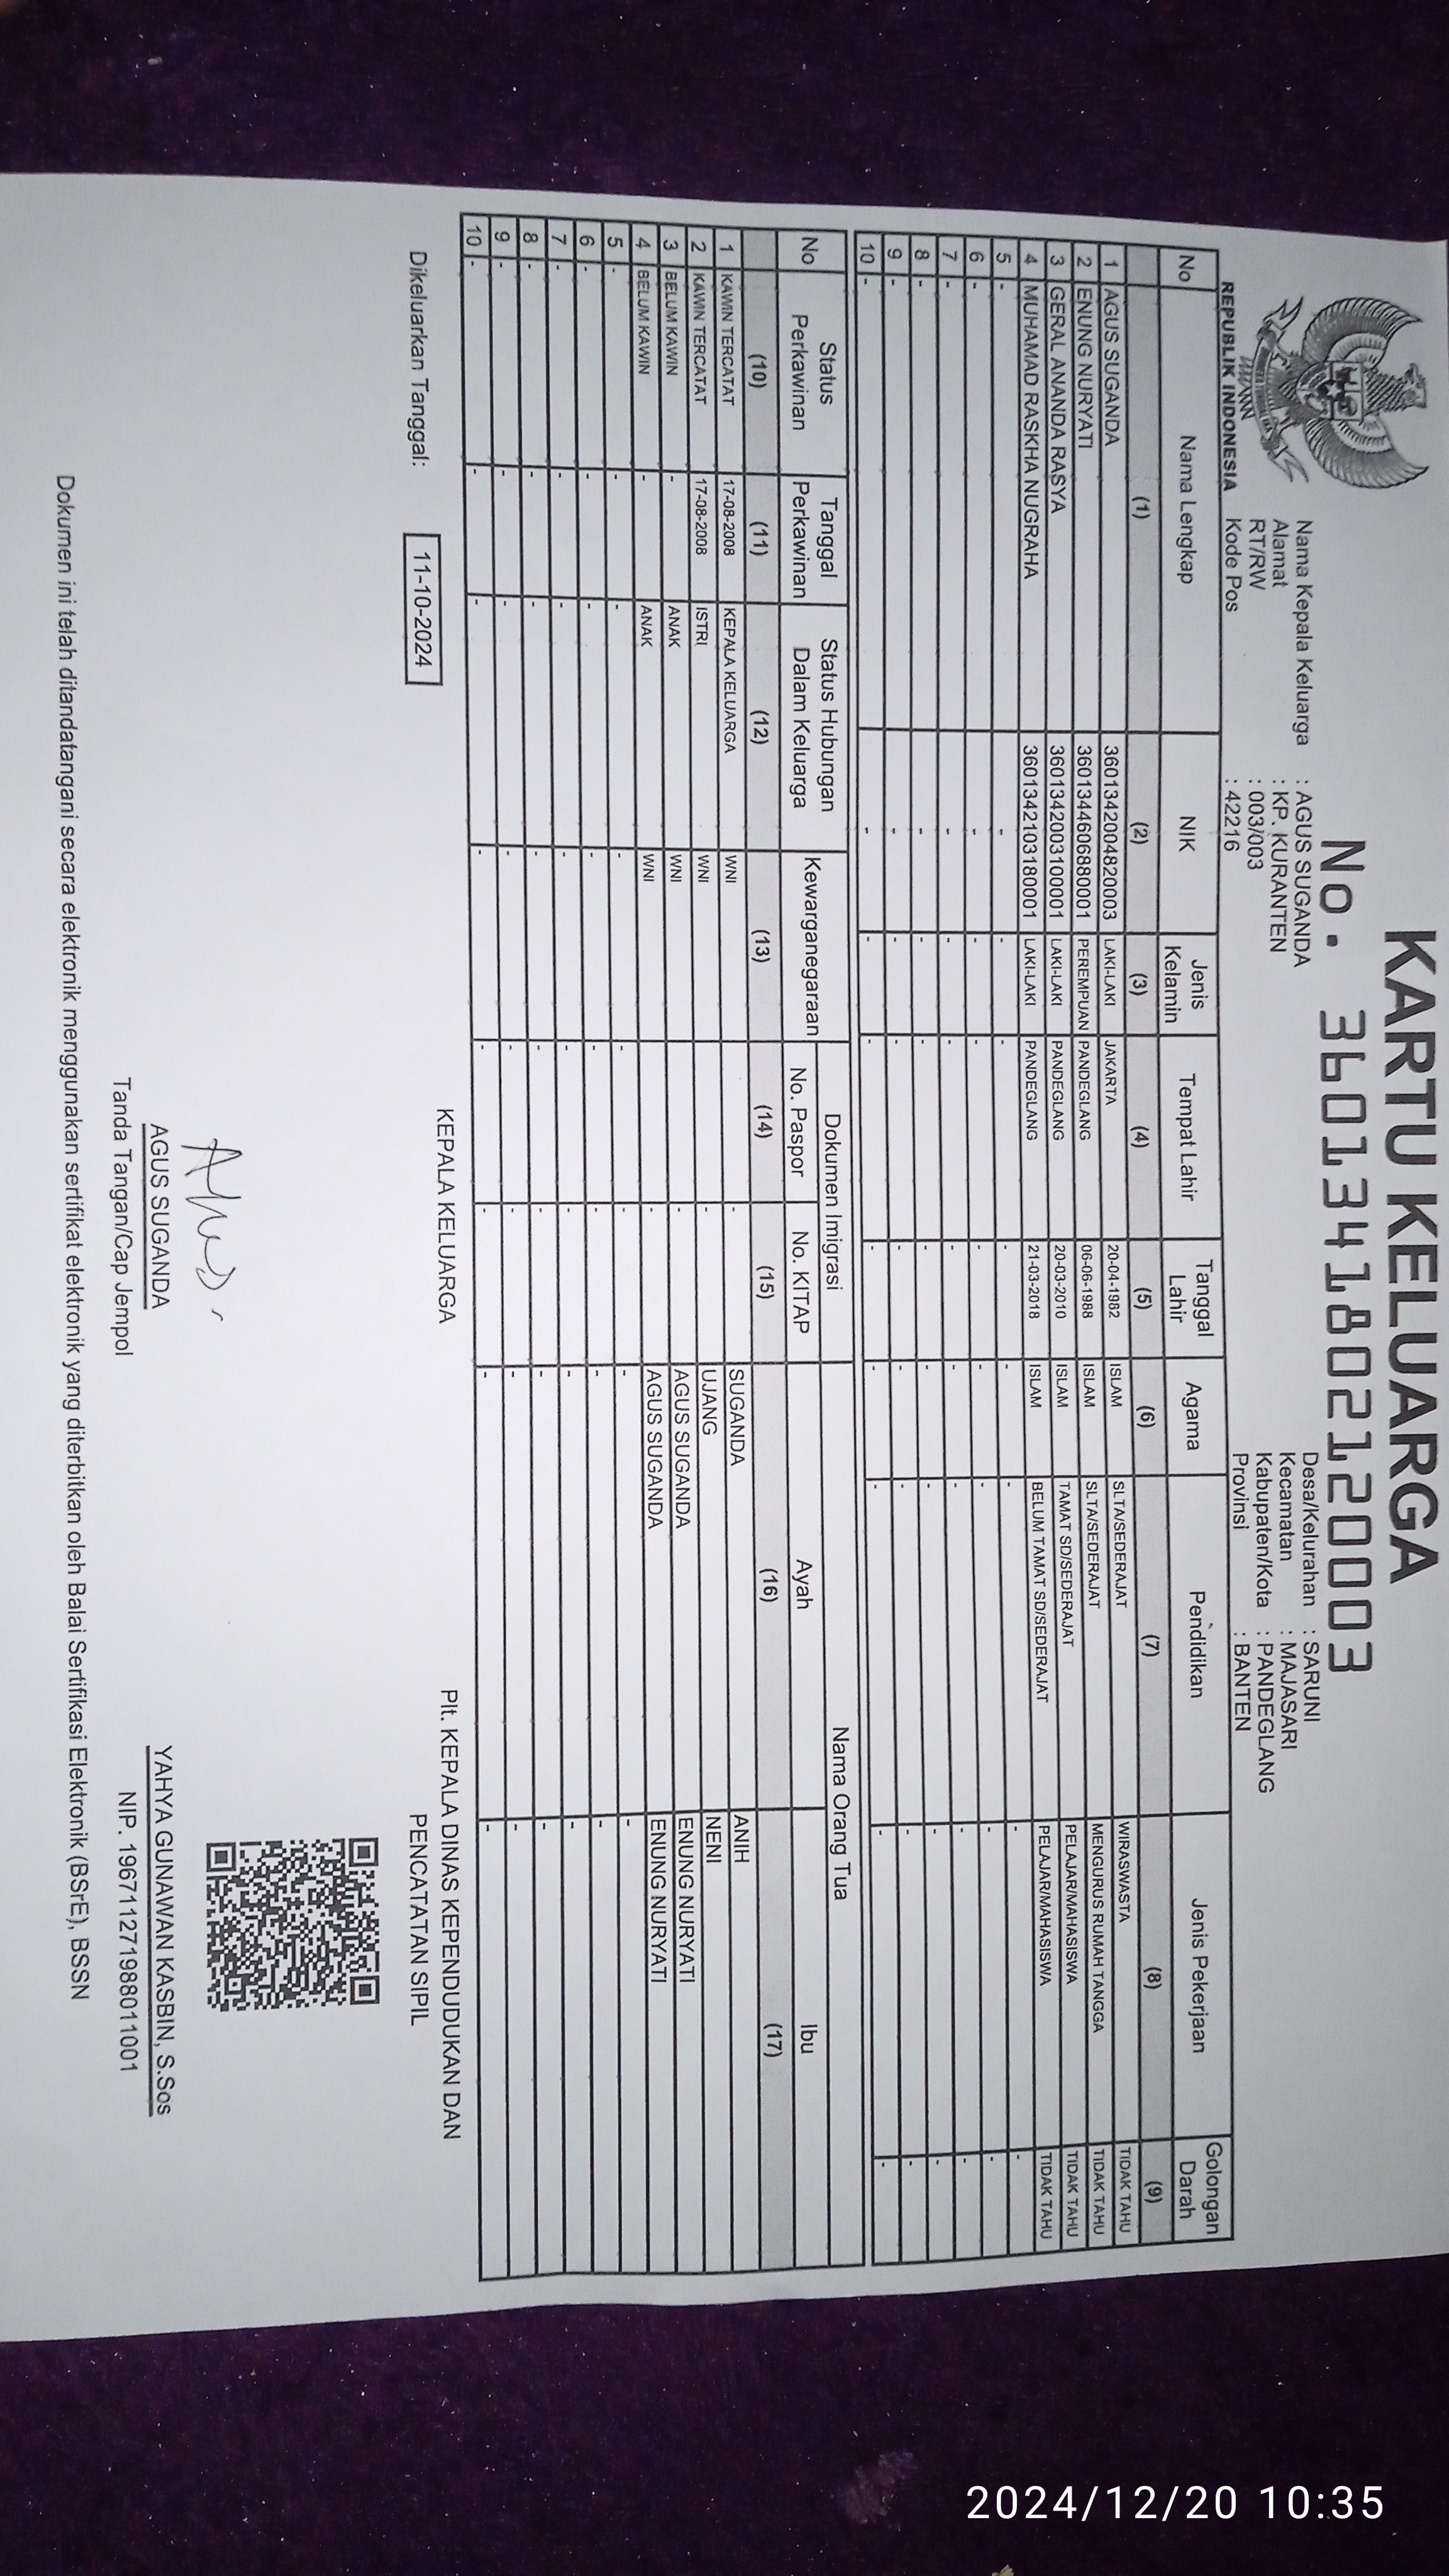 KARTU KELUARGA
No. 3601341802120003
REPUBLIK INDONESIA
Nama Kepala Keluarga : AGUS SUGANDA
Alamat : KP. KURANTEN
RT/RW : 003/003
Kode Pos : 42216
Desa/Kelurahan : SARUNI
Kecamatan : MAJASARI
Kabupaten/Kota : PANDEGLANG
Provinsi : BANTEN
No Nama Lengkap NIK Jenis Kelamin Tempat Lahir Tanggal Lahir Agama Pendidikan Jenis Pekerjaan Golongan Darah
(1) (2) (3) (4) (5) (6) (7) (8) (9)
1 AGUS SUGANDA 3601342004820003 LAKI-LAKI JAKARTA 20-04-1982 ISLAM SLTA/SEDERAJAT WIRASWASTA TIDAK TAHU
2 ENUNG NURYATI 3601344606880001 PEREMPUAN PANDEGLANG 06-06-1988 ISLAM SLTA/SEDERAJAT MENGURUS RUMAH TANGGA TIDAK TAHU
3 GERAL ANANDA RASYA 3601342003100001 LAKI-LAKI PANDEGLANG 20-03-2010 ISLAM TAMAT SD/SEDERAJAT PELAJAR/MAHASISWA TIDAK TAHU
4 MUHAMAD RASKHA NUGRAHA 3601342103180001 LAKI-LAKI PANDEGLANG 21-03-2018 ISLAM BELUM TAMAT SD/SEDERAJAT PELAJAR/MAHASISWA TIDAK TAHU
5 - - - - - - - - -
6 - - - - - - - - -
7 - - - - - - - - -
8 - - - - - - - - -
9 - - - - - - - - -
10 - - - - - - - - -
No Status Perkawinan Tanggal Perkawinan Status Hubungan Dalam Keluarga Kewarganegaraan Dokumen Imigrasi Nama Orang Tua
No. Paspor No. KITAP Ayah Ibu
(10) (11) (12) (13) (14) (15) (16) (17)
1 KAWIN TERCATAT 17-08-2008 KEPALA KELUARGA WNI - SUGANDA ANIH
2 KAWIN TERCATAT 17-08-2008 ISTRI WNI - UJANG NENI
3 BELUM KAWIN - ANAK WNI - AGUS SUGANDA ENUNG NURYATI
4 BELUM KAWIN - ANAK WNI - AGUS SUGANDA ENUNG NURYATI
5 - - - - - - - -
6 - - - - - - - -
7 - - - - - - - -
8 - - - - - - - -
9 - - - - - - - -
10 - - - - - - - -
Dikeluarkan Tanggal: 11-10-2024
KEPALA KELUARGA
AGUS SUGANDA
Tanda Tangan/Cap Jempol
Plt. KEPALA DINAS KEPENDUDUKAN DAN
PENCATATAN SIPIL
YAHYA GUNAWAN KASBIN, S.Sos
NIP. 196711271988011001
Dokumen ini telah ditandatangani secara elektronik menggunakan sertifikat elektronik yang diterbitkan oleh Balai Sertifikasi Elektronik (BSrE), BSSN
2024/12/20 10:35